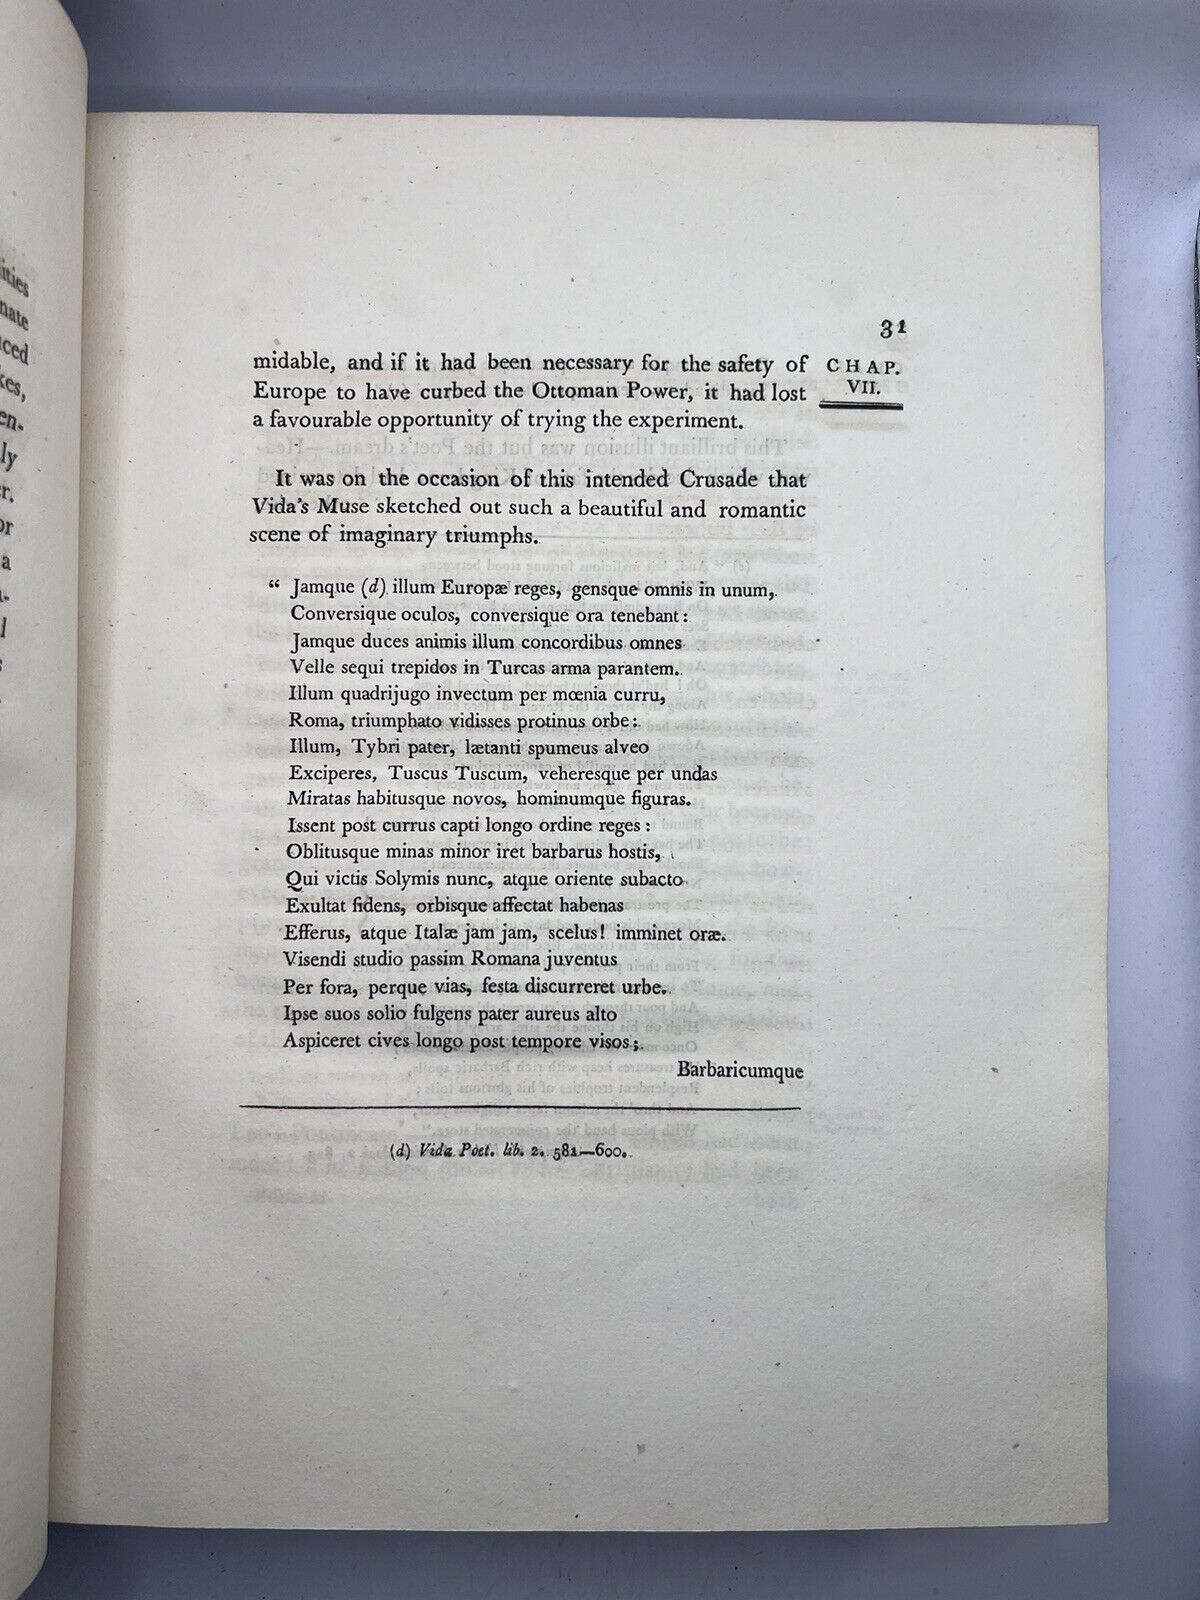 ities
nate
ced
kes,
en-
ly
r.
or
a
l
31
midable, and if it had been necessary for the safety of
CHAP.
VII.
Europe to have curbed the Ottoman Power, it had lost
a favourable opportunity of trying the experiment.
It was on the occasion of this intended Crusade that
Vida's Muse sketched out such a beautiful and romantic
scene of imaginary triumphs.
“ Jamque (d) illum Europæ reges, gensque omnis in unum,
Conversique oculos, conversique ora tenebant:
Jamque duces animis illum concordibus omnes
Velle sequi trepidos in Turcas arma parantem.
Illum quadrijugo invectum per mœnia curru,
Roma, triumphato vidisses protinus orbe:
Illum, Tybri pater, lætanti spumeus alveo
Exciperes, Tuscus Tuscum, veheresque per undas
Miratas habitusque novos, hominumque figuras.
Issent post currus capti longo ordine reges:
Oblitusque minas minor iret barbarus hostis,
Qui victis Solymis nunc, atque oriente subacto
Exultat fidens, orbisque affectat habenas
Efferus, atque Italæ jam jam, scelus! imminet oræ.
Visendi studio passim Romana juventus
Per fora, perque vias, festa discurreret urbe.
Ipse suos solio fulgens pater aureus alto
Aspiceret cives longo post tempore visos;
Barbaricumque
(d) Vida Poet. lib. 2. 581—600.